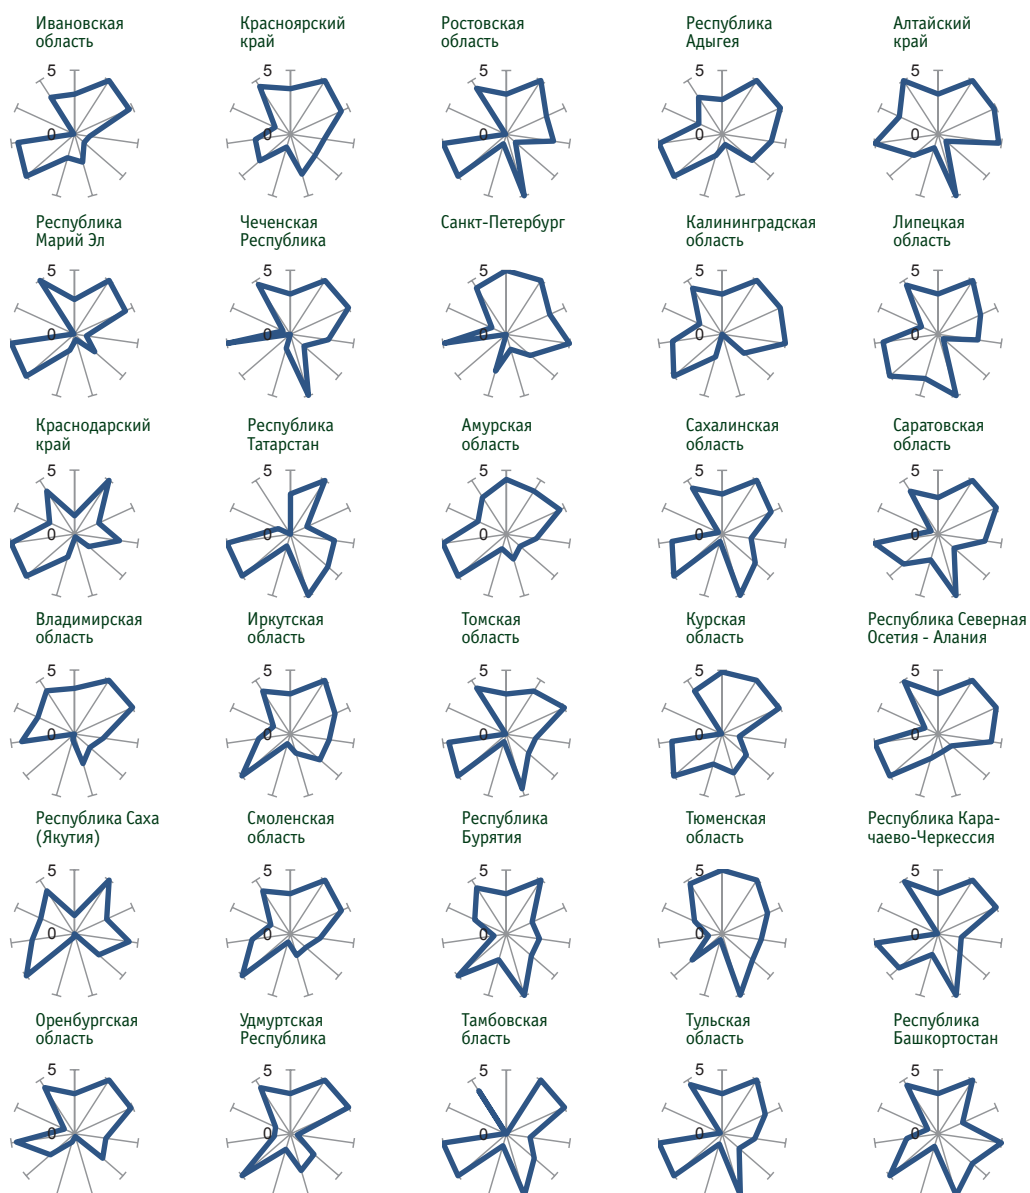 Ивановская
область
5
0
Красноярский
край
5
0
Ростовская
область
5
0
Республика
Адыгея
5
0
Алтайский
край
5
0
Республика
Марий Эл
5
0
Чеченская
Республика
5
0
Санкт-Петербург
5
0
Калининградская
область
5
0
Липецкая
область
5
0
Краснодарский
край
5
0
Республика
Татарстан
5
0
Амурская
область
5
0
Сахалинская
область
5
0
Саратовская
область
5
0
Владимирская
область
5
0
Иркутская
область
5
0
Томская
область
5
0
Курская
область
5
0
Республика Северная
Осетия - Алания
5
0
Республика Саха
(Якутия)
5
0
Смоленская
область
5
0
Республика
Бурятия
5
0
Тюменская
область
5
0
Республика Кара-
чаево-Черкессия
5
0
Оренбургская
область
5
0
Удмуртская
Республика
5
0
Тамбовская
бласть
5
0
Тульская
область
5
0
Республика
Башкортостан
5
0